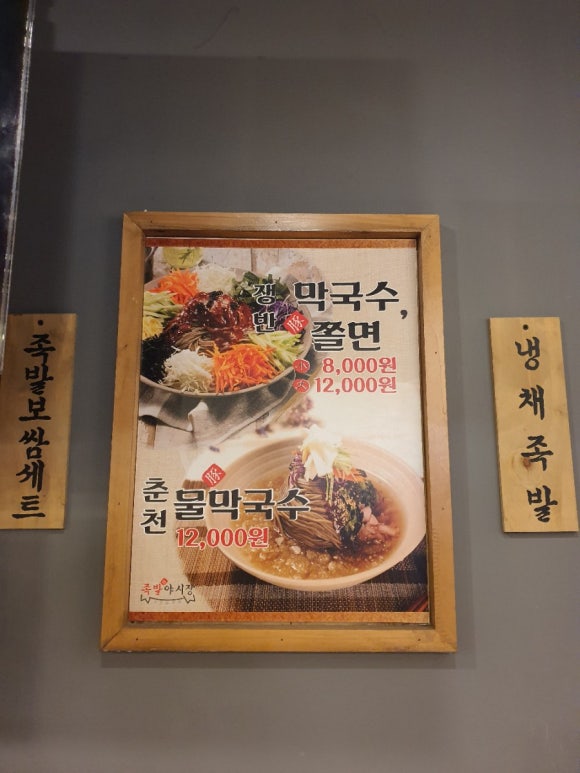 족발보쌈세트
쟁반
막국수,
쫄면
豚
小 8,000원
大 12,000원
豚
춘천
물막국수
12,000원
족발야시장
냉채족발